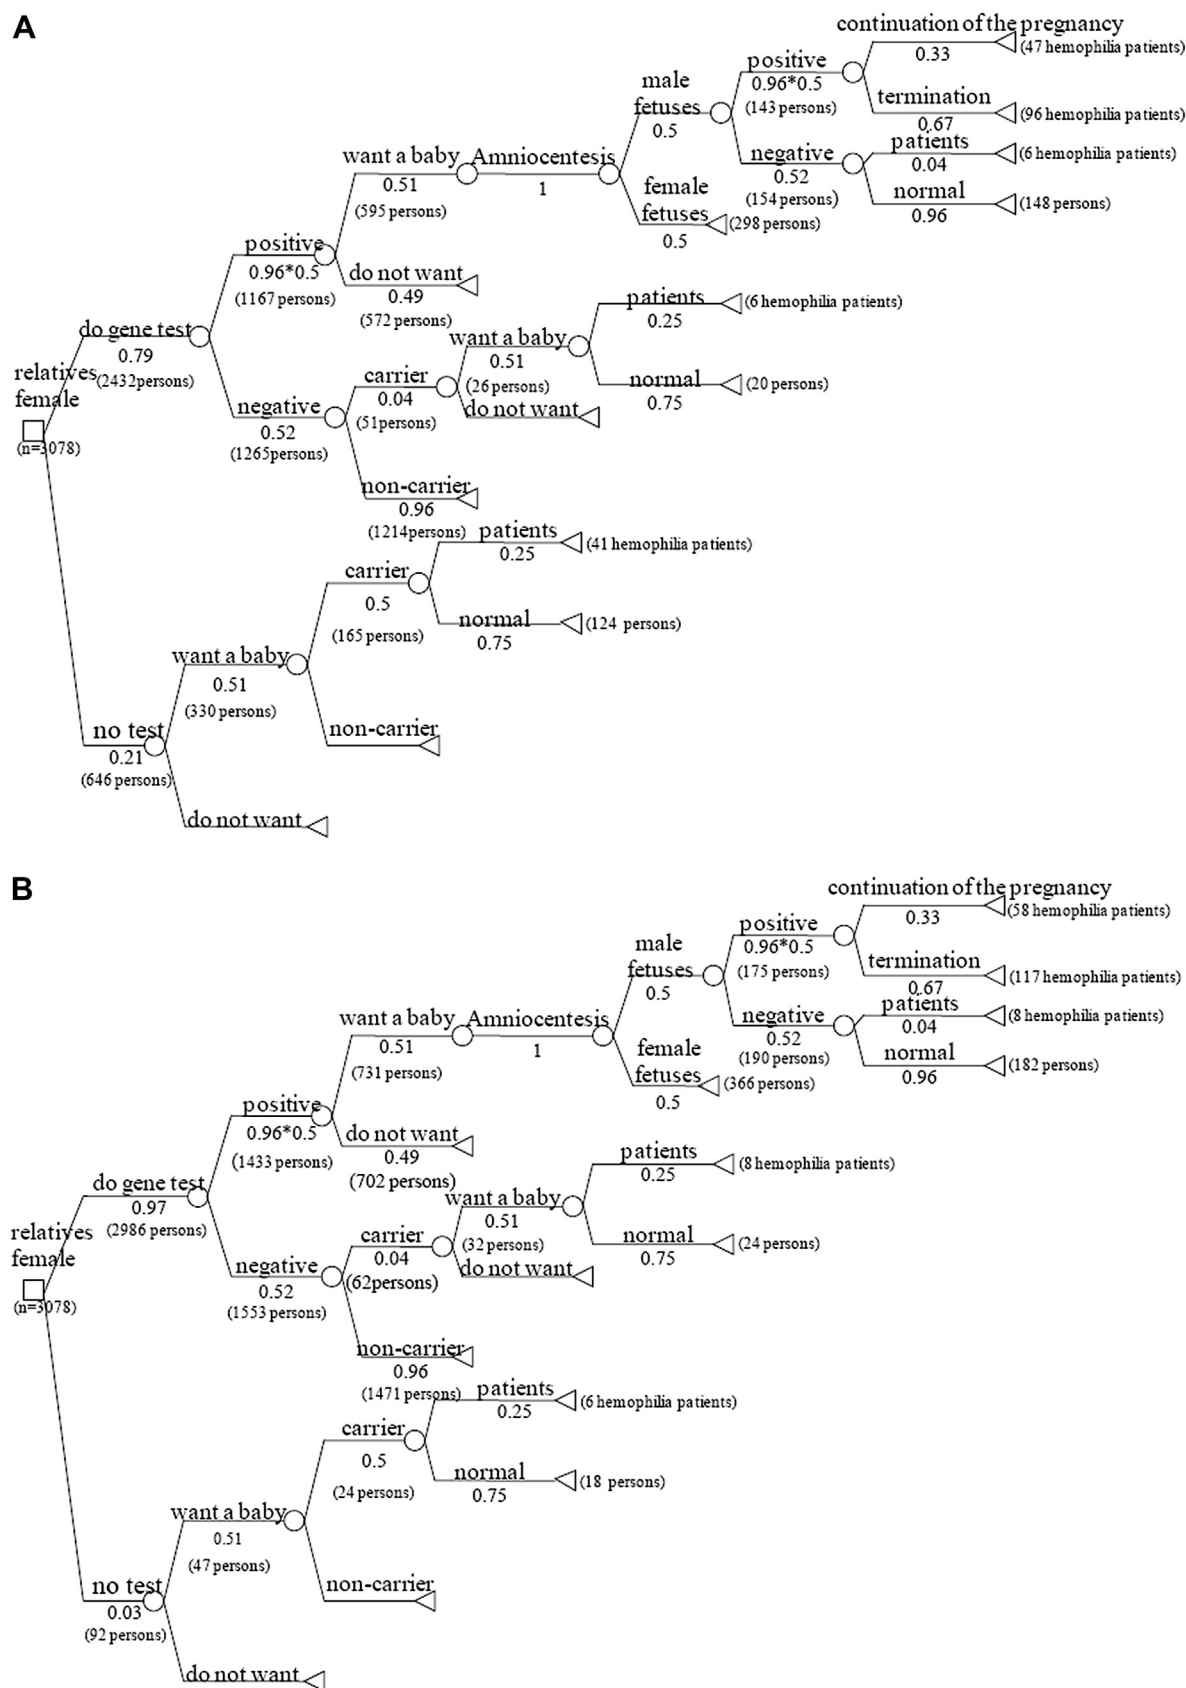 A
continuation of the pregnancy
0.33
(47 hemophilia patients)
positive
0.96*0.5
(143 persons)
termination
0.67
(96 hemophilia patients)
male
fetuses
0.5
negative
0.52
(154 persons)
patients
0.04
(6 hemophilia patients)
normal
0.96
(148 persons)
want a baby
0.51
(595 persons)
Amniocentesis
1
female
fetuses
0.5
(298 persons)
positive
0.96*0.5
(1167 persons)
do not want
0.49
(572 persons)
do gene test
0.79
(2432persons)
want a baby
0.51
(26 persons)
patients
0.25
(6 hemophilia patients)
normal
0.75
(20 persons)
relatives
female
(n=3078)
carrier
0.04
(51persons)
do not want
negative
0.52
(1265persons)
non-carrier
0.96
(1214persons)
patients
0.25
(41 hemophilia patients)
carrier
0.5
(165 persons)
normal
0.75
(124 persons)
want a baby
0.51
(330 persons)
non-carrier
no test
0.21
(646 persons)
do not want
B
continuation of the pregnancy
0.33
(58 hemophilia patients)
positive
0.96*0.5
(175 persons)
termination
0.67
(117 hemophilia patients)
male
fetuses
0.5
negative
0.52
(190 persons)
patients
0.04
(8 hemophilia patients)
normal
0.96
(182 persons)
want a baby
0.51
(731 persons)
Amniocentesis
1
female
fetuses
0.5
(366 persons)
positive
0.96*0.5
(1433 persons)
do not want
0.49
(702 persons)
do gene test
0.97
(2986 persons)
want a baby
0.51
(32 persons)
patients
0.25
(8 hemophilia patients)
normal
0.75
(24 persons)
relatives
female
(n=3078)
carrier
0.04
(62persons)
do not want
negative
0.52
(1553 persons)
non-carrier
0.96
(1471 persons)
patients
0.25
(6 hemophilia patients)
carrier
0.5
(24 persons)
normal
0.75
(18 persons)
want a baby
0.51
(47 persons)
non-carrier
no test
0.03
(92 persons)
do not want